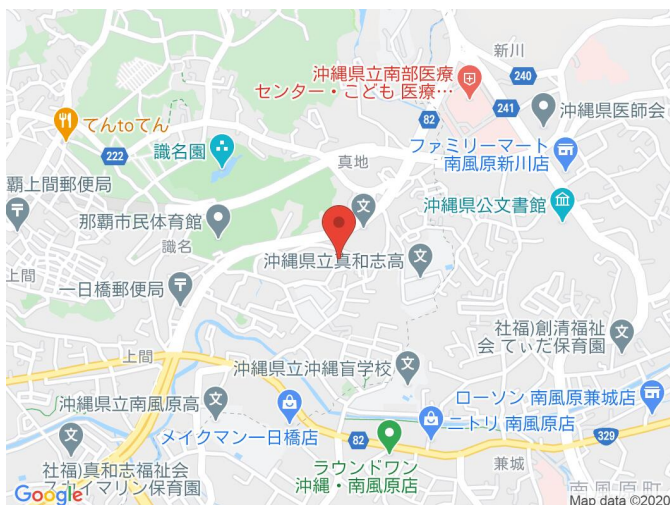 新川
沖縄県立南部医療
センター・こども 医療…
240
241
沖縄県医師会
82
てんtoてん
222
識名園
真地
ファミリーマート
南風原新川店
覇上間郵便局
那覇市民体育館
沖縄県公文書館
識名
上間
沖縄県立真和志高
一日橋郵便局
社福)創清福祉
会 てぃだ保育園
上間
沖縄県立沖縄盲学校
沖縄県立南風原高
メイクマン一日橋店
ローソン 南風原兼城店
ニトリ 南風原店
82
329
ラウンドワン
沖縄・南風原店
兼城
社福)真和志福祉会
スカイマリン保育園
南風原町
Google
Map data ©2020